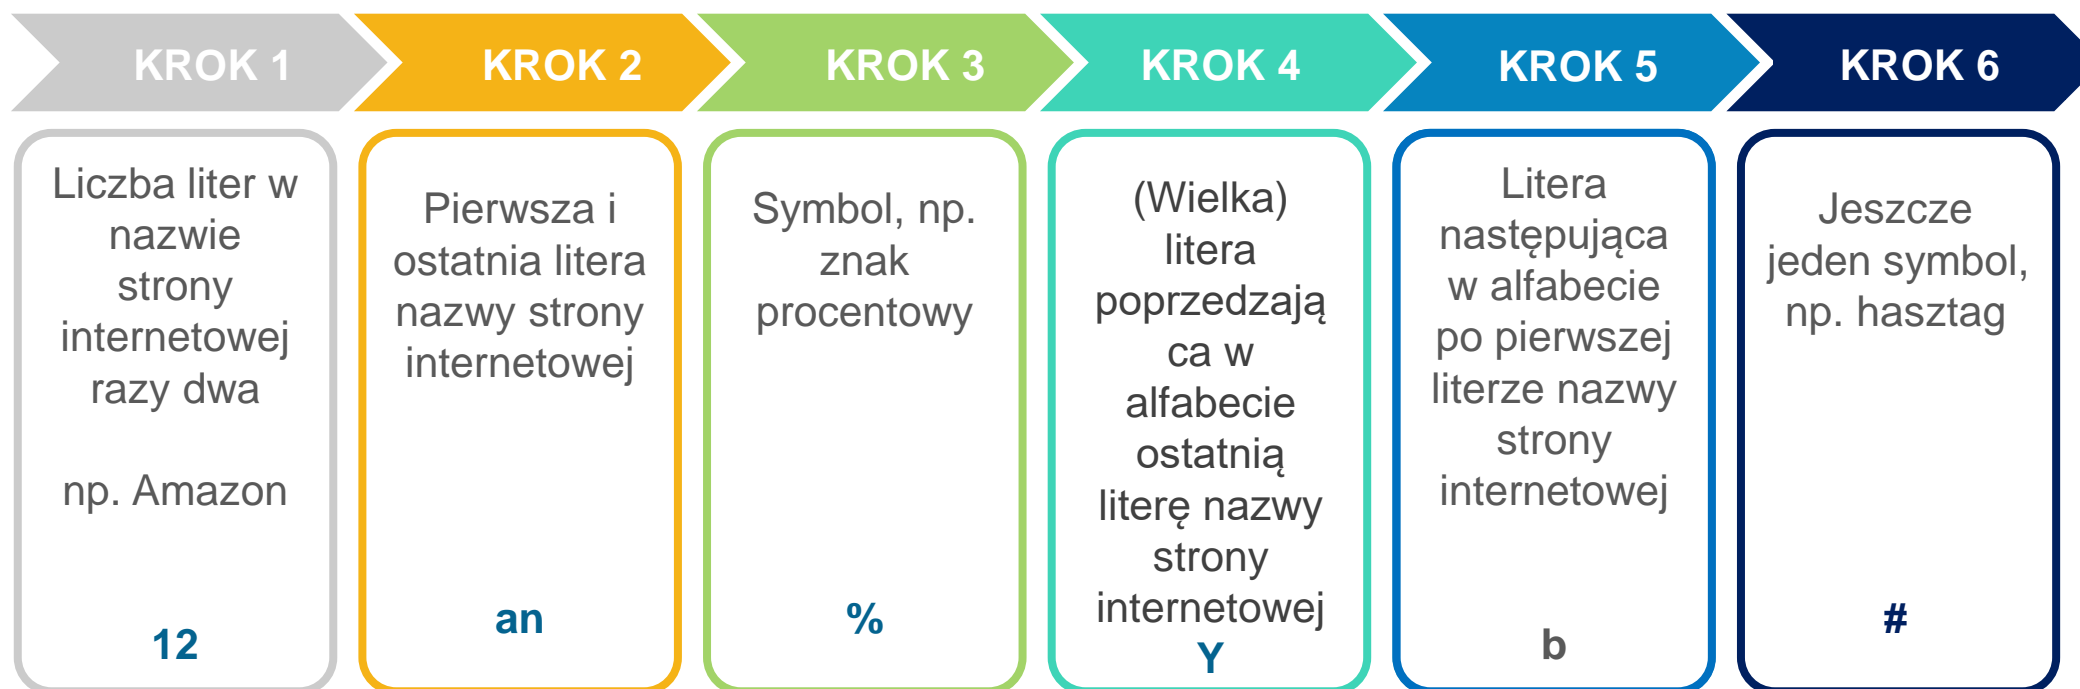 KROK 1
KROK 2
KROK 3
KROK 4
KROK 5
KROK 6
Liczba liter w
nazwie
strony
internetowej
razy dwa
np. Amazon
12
Pierwsza i
ostatnia litera
nazwy strony
internetowej
an
Symbol, np.
znak
procentowy
%
(Wielka)
litera
poprzedzają
ca w
alfabecie
ostatnią
literę nazwy
strony
internetowej
Y
Litera
następująca
w alfabecie
po pierwszej
literze nazwy
strony
internetowej
b
Jeszcze
jeden symbol,
np. hasztag
#